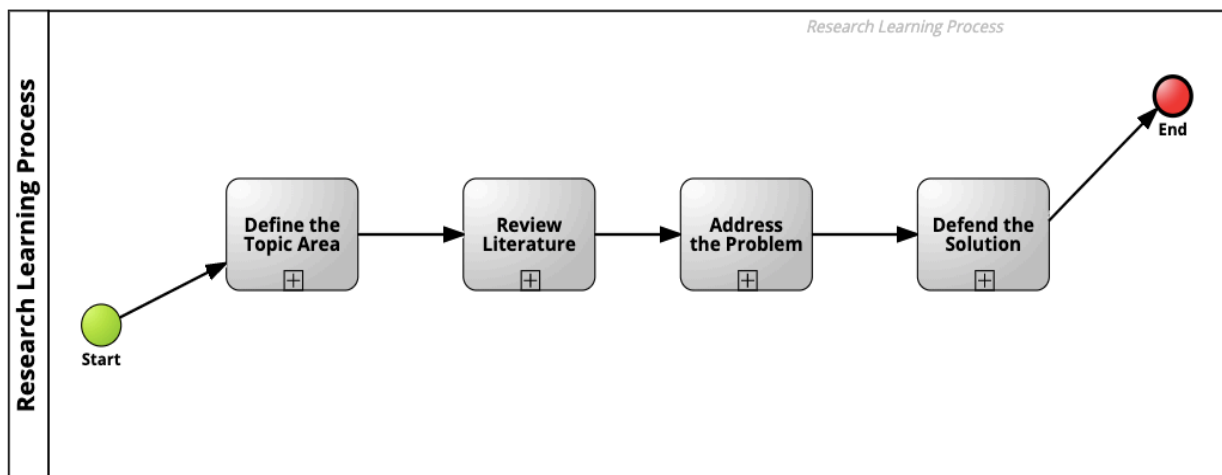 Research Learning Process
Research Learning Process
Start
Define the
Topic Area
Review
Literature
Address
the Problem
Defend the
Solution
End